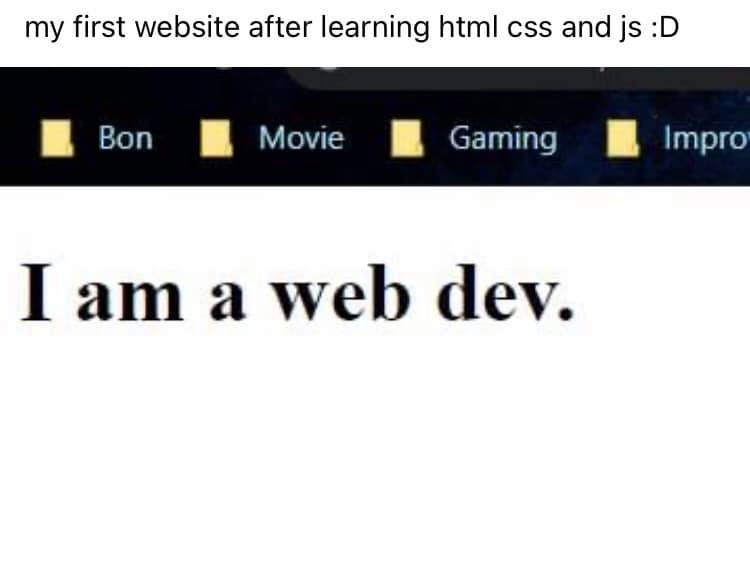 my first website after learning html css and js :D
Bon Movie Gaming Impro
I am a web dev.